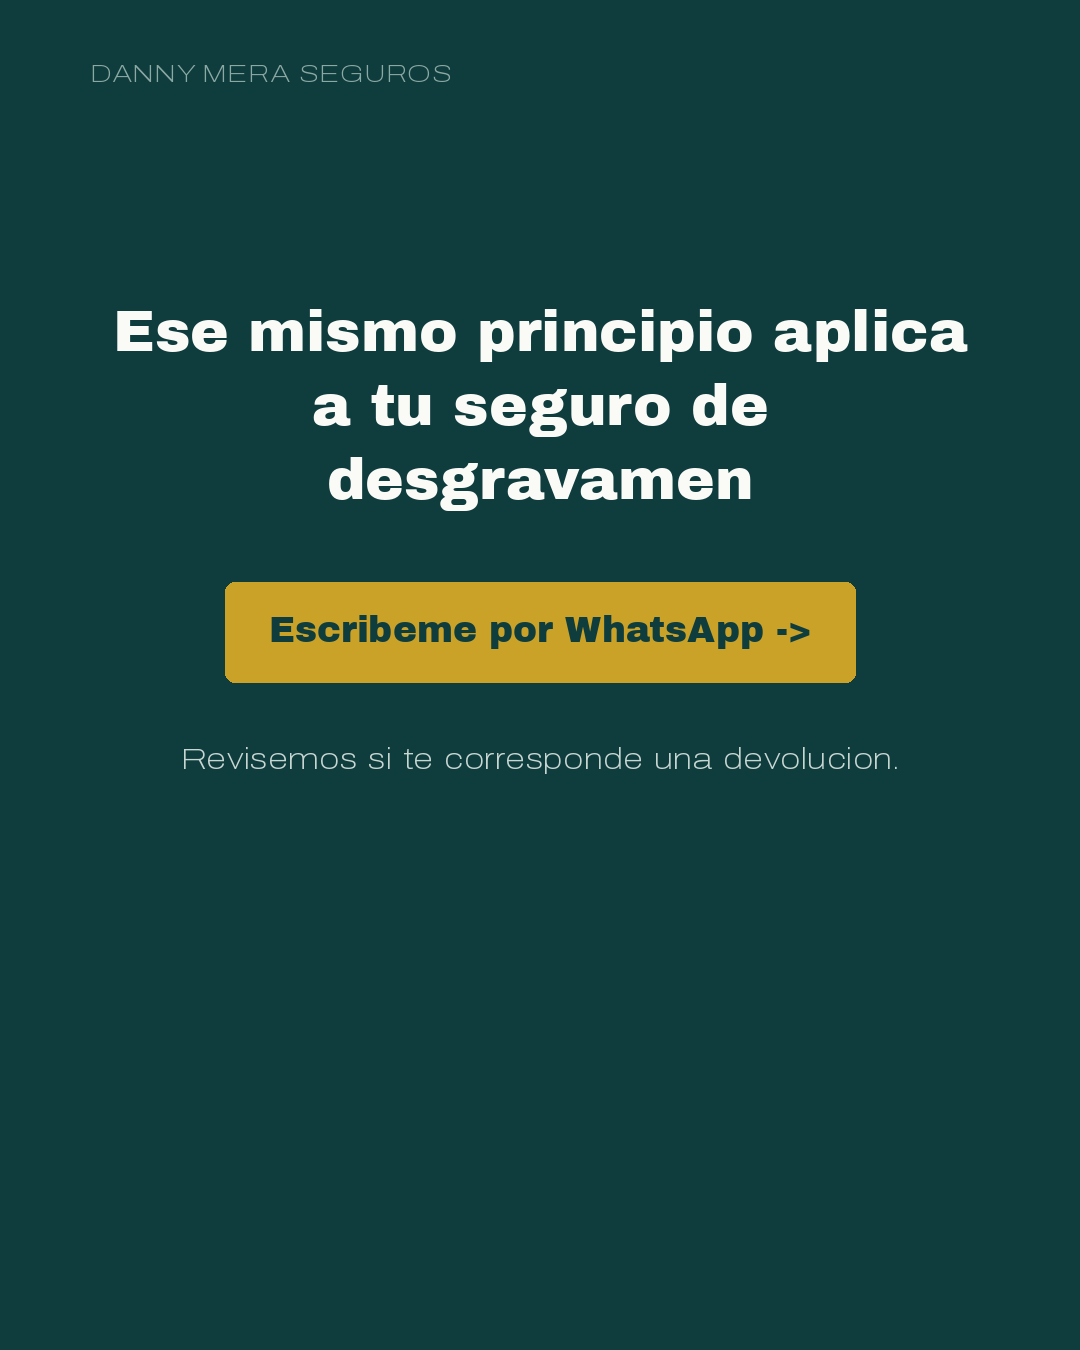 DANNY MERA SEGUROS
Ese mismo principio aplica
a tu seguro de
desgravamen
Escribeme por WhatsApp ->
Revisemos si te corresponde una devolucion.